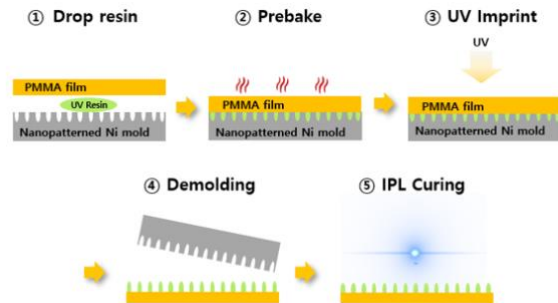 ① Drop resin
PMMA film
UV Resin
Nanopatterned Ni mold
② Prebake
PMMA film
Nanopatterned Ni mold
③ UV Imprint
UV
PMMA film
Nanopatterned Ni mold
④ Demolding
⑤ IPL Curing